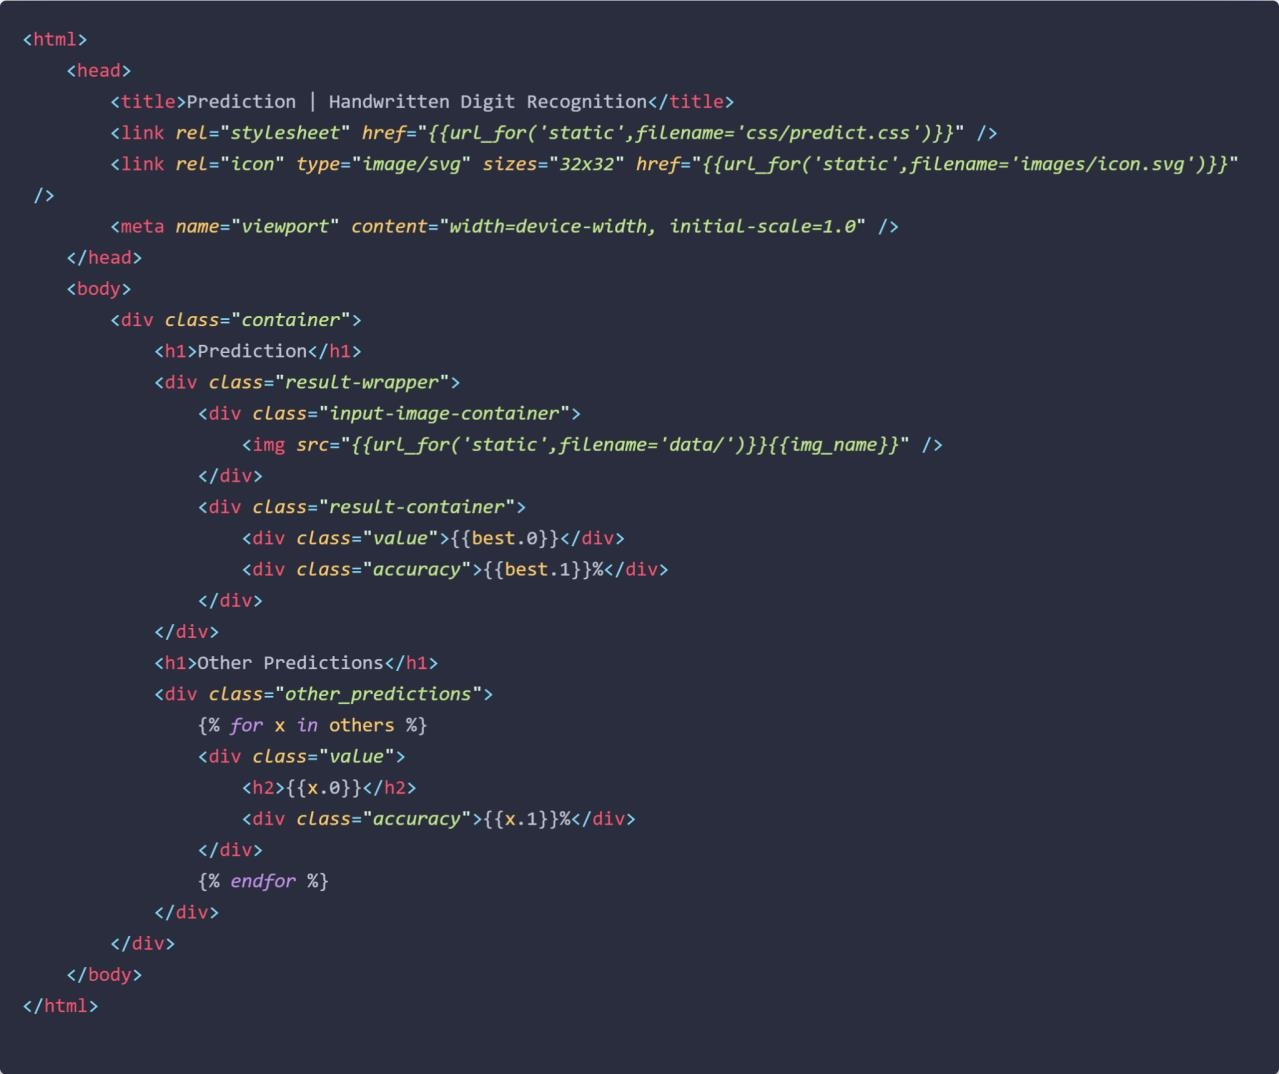 <html>
<head>
<title>Prediction | Handwritten Digit Recognition</title>
<link rel="stylesheet" href="{{url_for('static',filename='css/predict.css')}}" />
<link rel="icon" type="image/svg" sizes="32x32" href="{{url_for('static',filename='images/icon.svg')}}"
/>
<meta name="viewport" content="width=device-width, initial-scale=1.0" />
</head>
<body>
<div class="container">
<h1>Prediction</h1>
<div class="result-wrapper">
<div class="input-image-container">
<img src="{{url_for('static',filename='data/')}}{{img_name}}" />
</div>
<div class="result-container">
<div class="value">{{best.0}}</div>
<div class="accuracy">{{best.1}}%</div>
</div>
</div>
<h1>Other Predictions</h1>
<div class="other_predictions">
{% for x in others %}
<div class="value">
<h2>{{x.0}}</h2>
<div class="accuracy">{{x.1}}%</div>
</div>
{% endfor %}
</div>
</div>
</body>
</html>